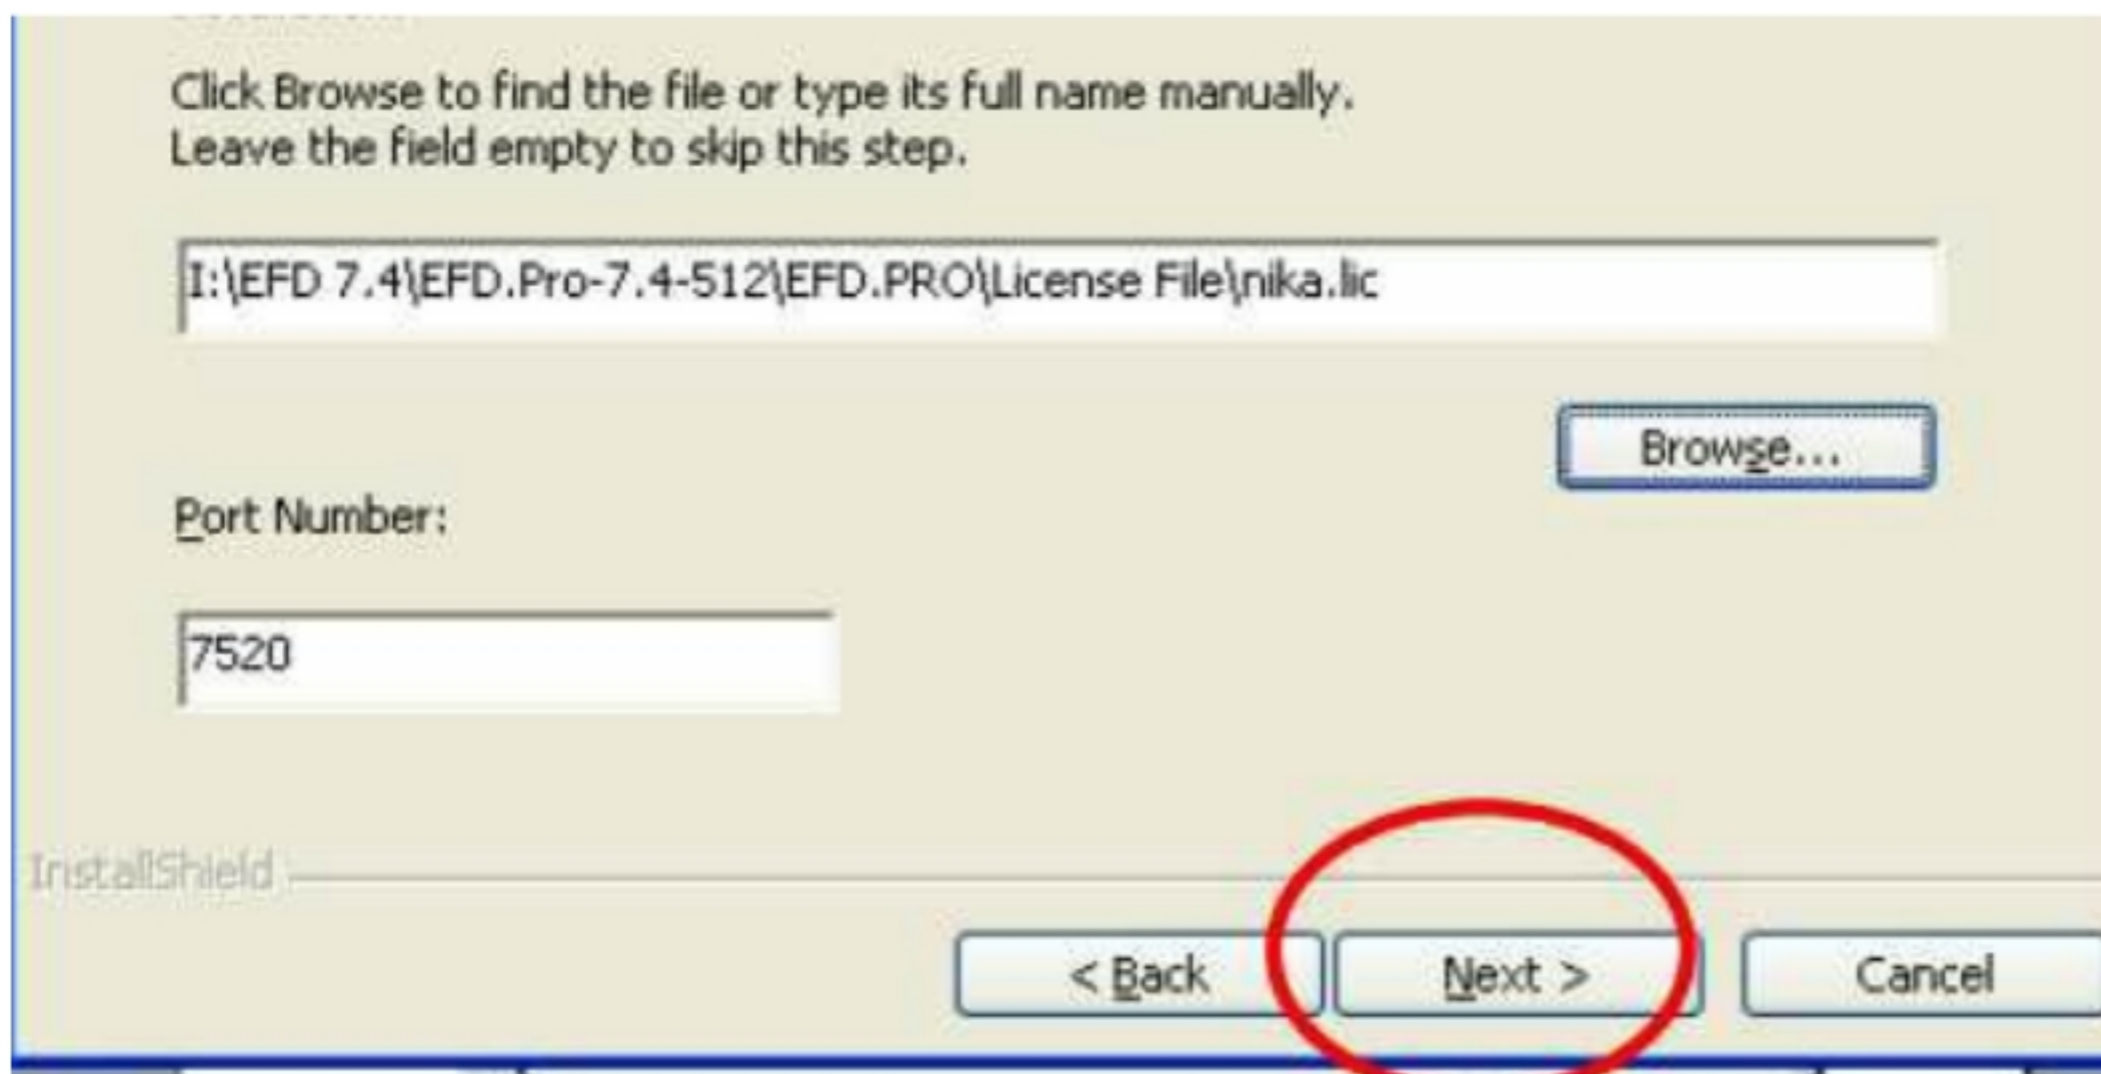 Click Browse to find the file or type its full name manually.
Leave the field empty to skip this step.
I:\EFD 7.4\EFD.Pro-7.4-512\EFD.PRO\License File\nika.lic
Browse...
Port Number:
7520
InstallShield
< Back
Next >
Cancel